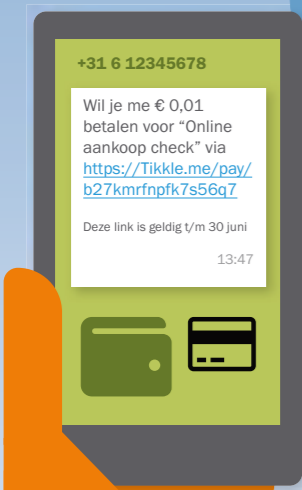 +31 6 12345678
Wil je me € 0,01
betalen voor “Online
aankoop check” via
https://Tikkle.me/pay/
b27kmrfnpfk7s56q7
Deze link is geldig t/m 30 juni
13:47